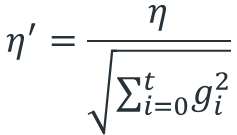 η′ = η / √(∑_{i=0}^{t} g_i^2)